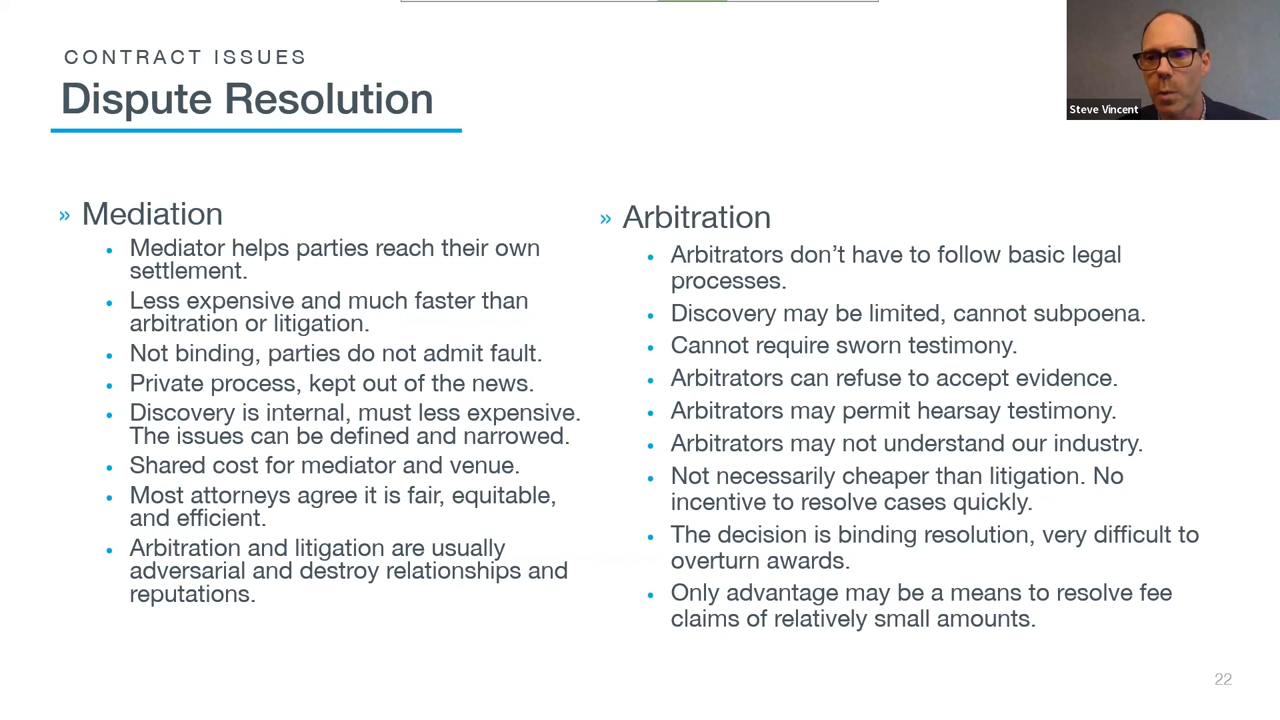 CONTRACT ISSUES
Dispute Resolution
Steve Vincent
» Mediation
• Mediator helps parties reach their own
settlement.
• Less expensive and much faster than
arbitration or litigation.
• Not binding, parties do not admit fault.
• Private process, kept out of the news.
• Discovery is internal, must less expensive.
The issues can be defined and narrowed.
• Shared cost for mediator and venue.
• Most attorneys agree it is fair, equitable,
and efficient.
• Arbitration and litigation are usually
adversarial and destroy relationships and
reputations.
» Arbitration
• Arbitrators don’t have to follow basic legal
processes.
• Discovery may be limited, cannot subpoena.
• Cannot require sworn testimony.
• Arbitrators can refuse to accept evidence.
• Arbitrators may permit hearsay testimony.
• Arbitrators may not understand our industry.
• Not necessarily cheaper than litigation. No
incentive to resolve cases quickly.
• The decision is binding resolution, very difficult to
overturn awards.
• Only advantage may be a means to resolve fee
claims of relatively small amounts.
22